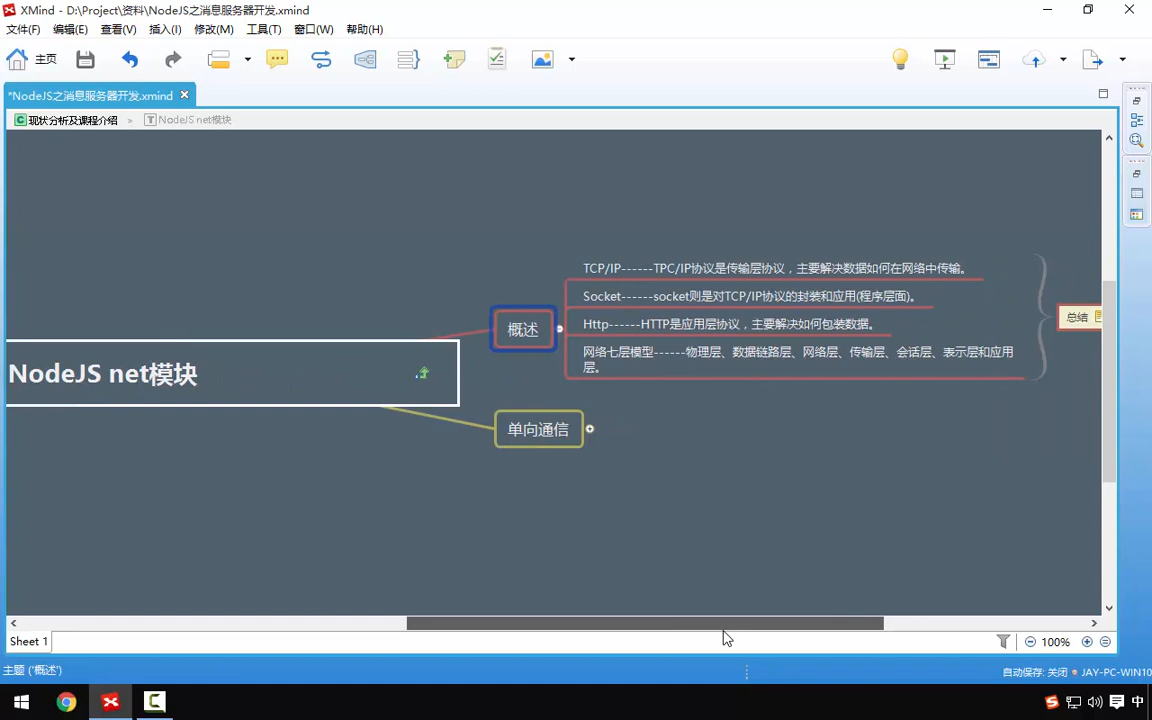 XMind - D:\Project\资料\NodeJS之消息服务器开发.xmind
文件(F) 编辑(E) 查看(V) 插入(I) 修改(M) 工具(T) 窗口(W) 帮助(H)
主页
*NodeJS之消息服务器开发.xmind
现状分析及课程介绍 » NodeJS net模块
TCP/IP------TPC/IP协议是传输层协议，主要解决数据如何在网络中传输。
Socket------socket则是对TCP/IP协议的封装和应用(程序层面)。
Http------HTTP是应用层协议，主要解决如何包装数据。
网络七层模型------物理层、数据链路层、网络层、传输层、会话层、表示层和应用
层。
概述
总结
NodeJS net模块
单向通信
Sheet 1
100%
主题 ('概述')
自动保存: 关闭
JAY-PC-WIN10
中